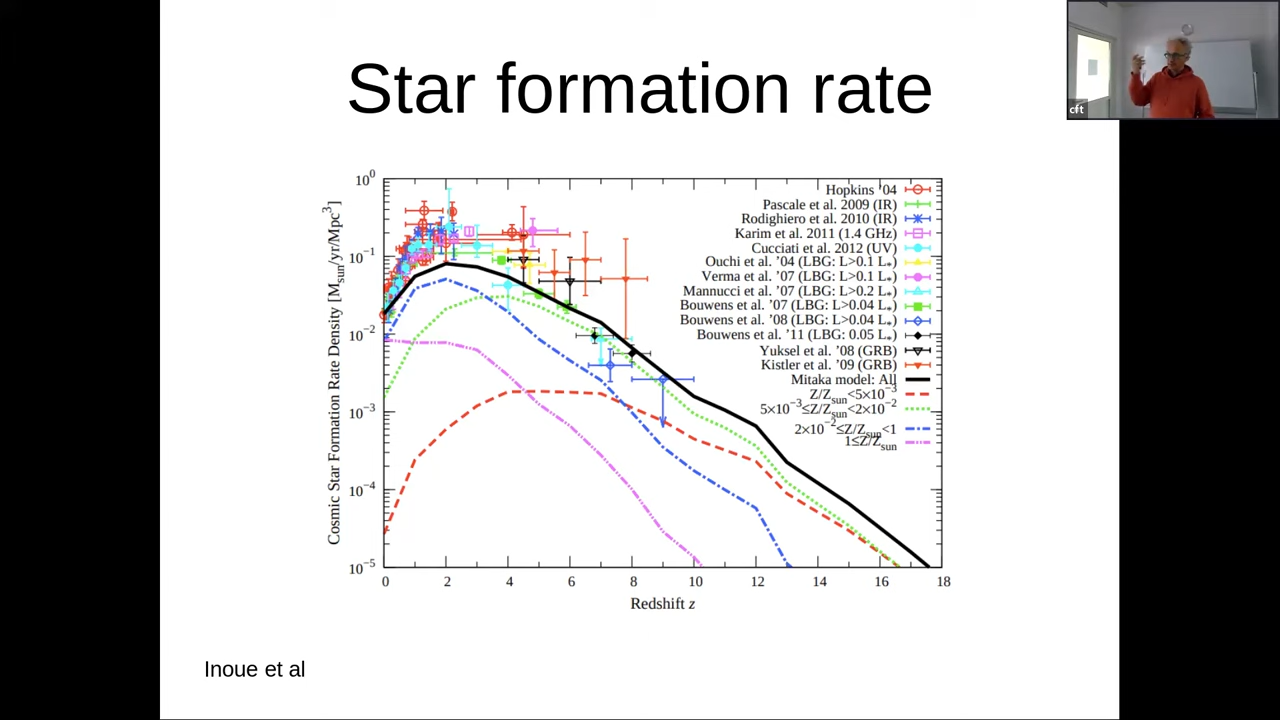 Star formation rate
cft
Cosmic Star Formation Rate Density [M_sun/yr/Mpc^3]
10^0
10^-1
10^-2
10^-3
10^-4
10^-5
Hopkins '04
Pascale et al. 2009 (IR)
Rodighiero et al. 2010 (IR)
Karim et al. 2011 (1.4 GHz)
Cucciati et al. 2012 (UV)
Ouchi et al. '04 (LBG: L>0.1 L*)
Verma et al. '07 (LBG: L>0.1 L*)
Mannucci et al. '07 (LBG: L>0.2 L*)
Bouwens et al. '07 (LBG: L>0.04 L*)
Bouwens et al. '08 (LBG: L>0.04 L*)
Bouwens et al. '11 (LBG: 0.05 L*)
Yuksel et al. '08 (GRB)
Kistler et al. '09 (GRB)
Mitaka model: All
Z/Z_sun<5×10^-3
5×10^-3≤Z/Z_sun<2×10^-2
2×10^-2≤Z/Z_sun<1
1≤Z/Z_sun
0 2 4 6 8 10 12 14 16 18
Redshift z
Inoue et al